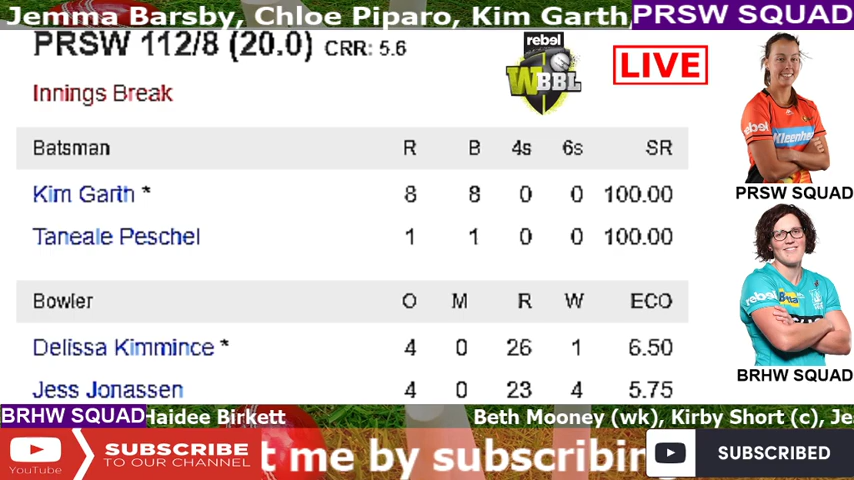 Jemma Barsby, Chloe Piparo, Kim Garth,
PRSW SQUAD
PRSW 112/8 (20.0) CRR: 5.6
rebel
WBBL
LIVE
Innings Break
Batsman R B 4s 6s SR
Kim Garth * 8 8 0 0 100.00
Taneale Peschel 1 1 0 0 100.00
Bowler O M R W ECO
Delissa Kimmince * 4 0 26 1 6.50
Jess Jonassen 4 0 23 4 5.75
PRSW SQUAD
rebel
BRHW SQUAD
BRHW SQUAD Haidee Birkett Beth Mooney (wk), Kirby Short (c), Je
YouTube
SUBSCRIBE
TO OUR CHANNEL
t me by subscribin
SUBSCRIBED